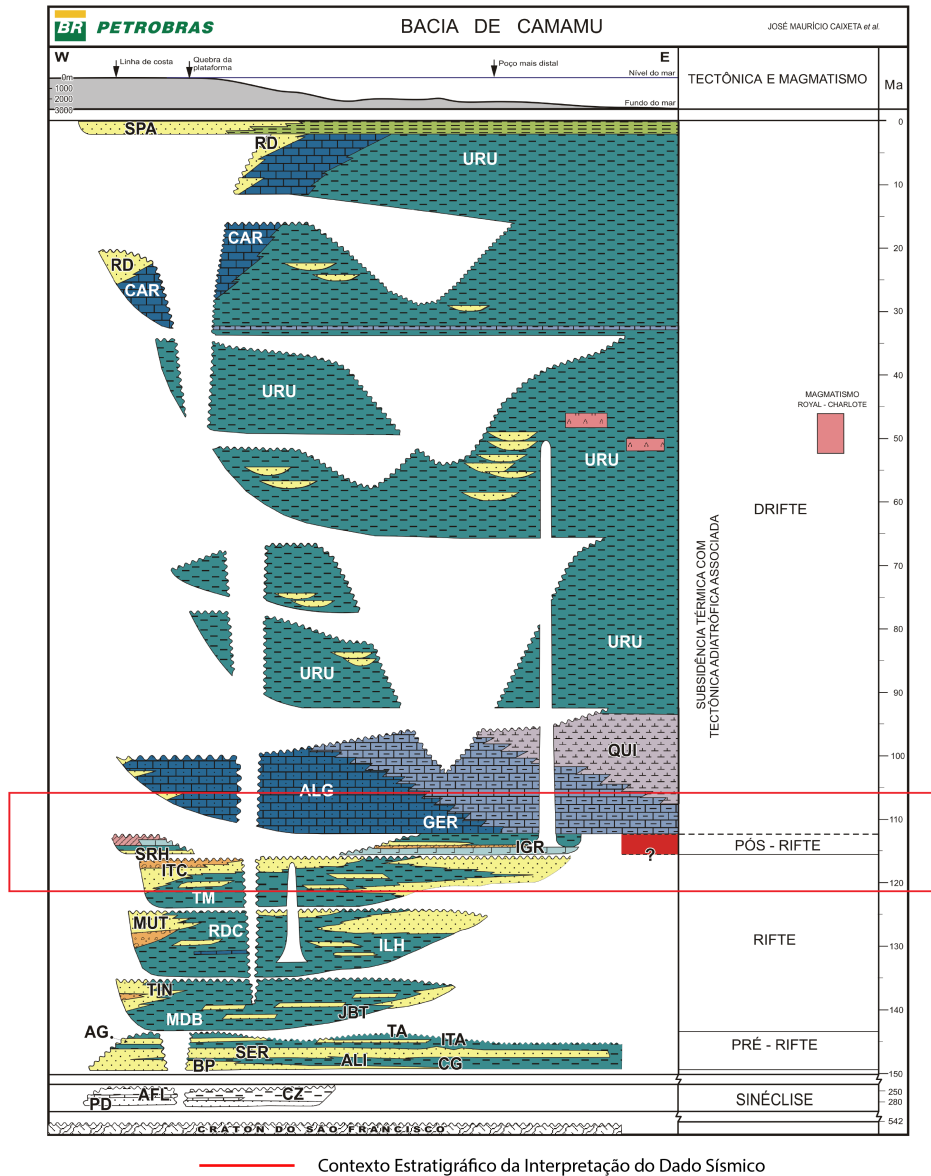 BR PETROBRAS
BACIA DE CAMAMU
JOSÉ MAURÍCIO CAIXETA et al.
W
Linha de costa
Quebra da
plataforma
Poço mais distal
E
Nível do mar
Fundo do mar
0m
1000
2000
3000
TECTÔNICA E MAGMATISMO
Ma
SPA
RD
URU
0
10
CAR
RD
CAR
20
30
URU
40
MAGMATISMO
ROYAL - CHARLOTE
50
URU
60
DRIFTE
SUBSIDÊNCIA TÉRMICA COM
TECTÔNICA ADIATRÓFICA ASSOCIADA
70
URU
80
URU
90
QUI
100
ALG
GER
110
SRH
IGR
?
PÓS - RIFTE
ITC
TM
120
MUT
RDC
ILH
RIFTE
130
TIN
MDB
JBT
140
AG.
TA
ITA
SER
ALI
BP
CG
PRÉ - RIFTE
150
AFL
PD
CZ
SINÉCLISE
250
280
542
CRATON DO SÃO FRANCISCO
Contexto Estratigráfico da Interpretação do Dado Sísmico